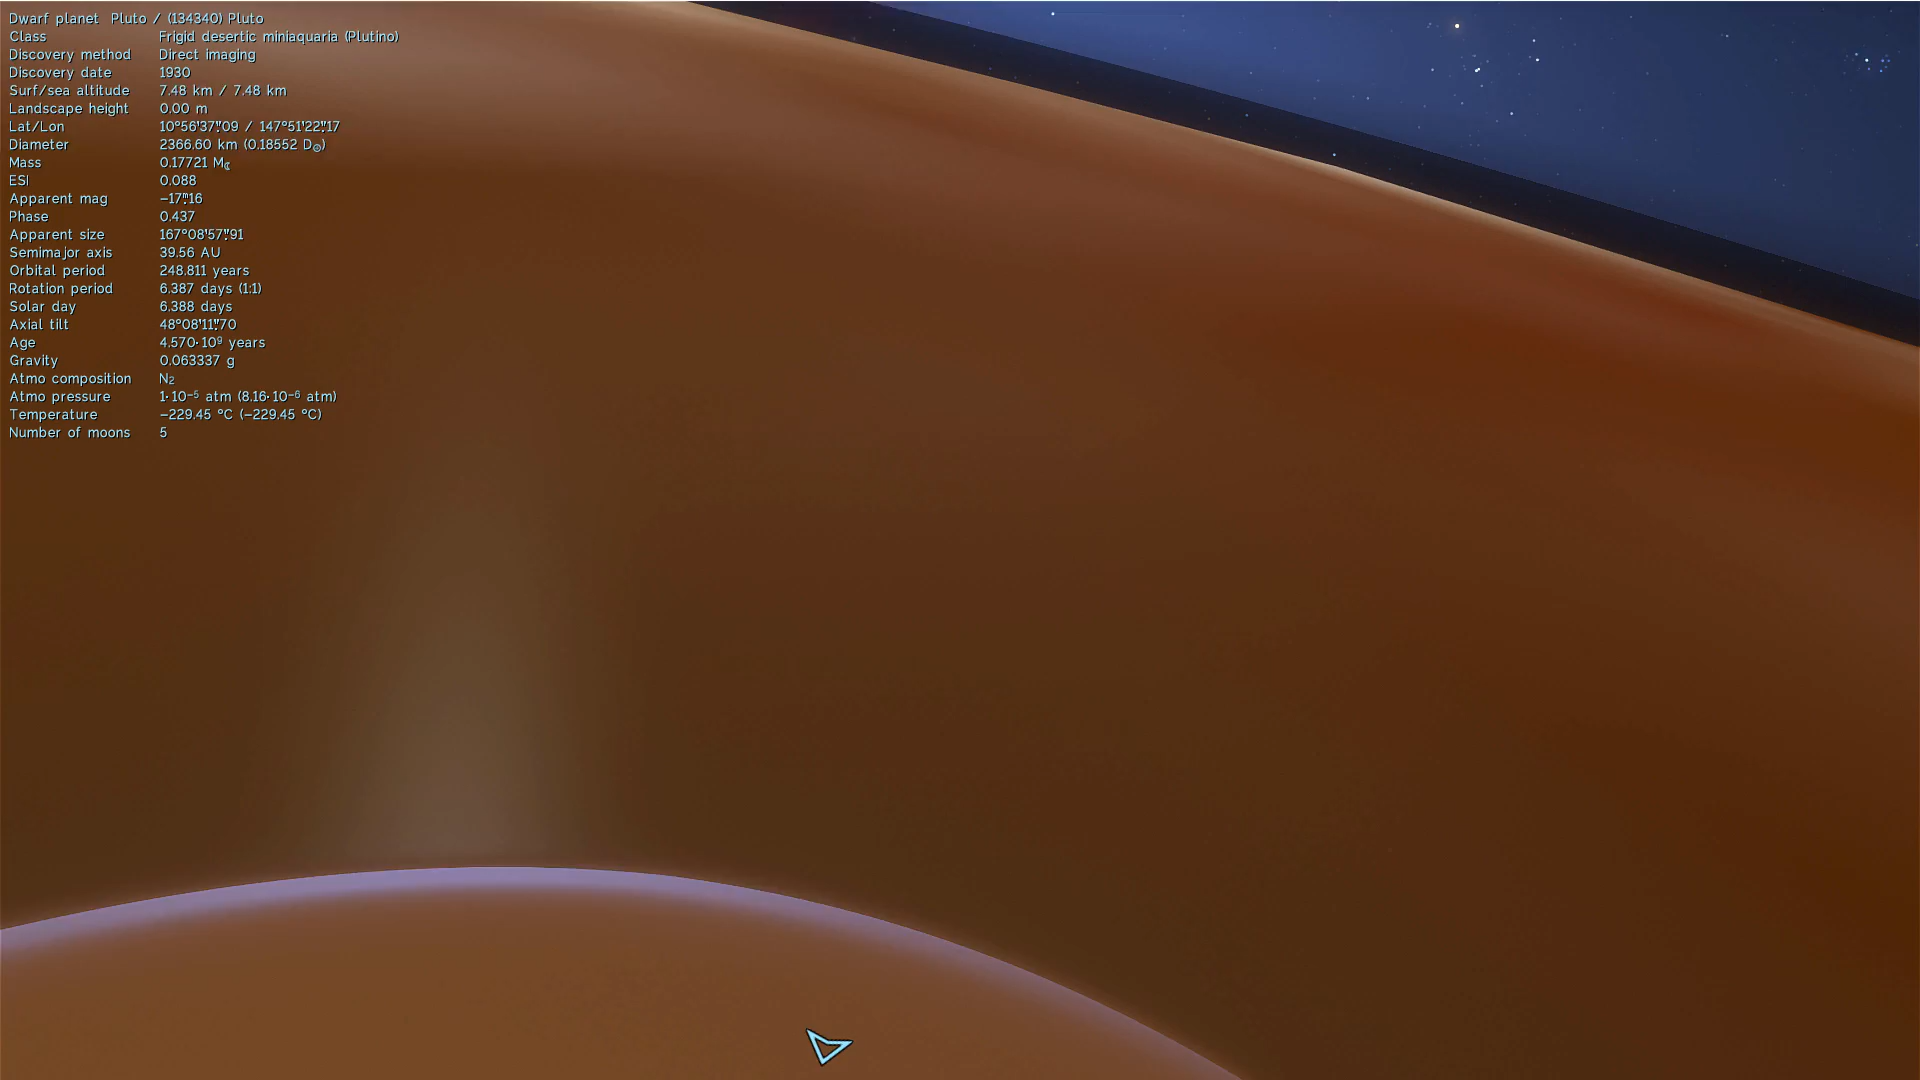 Dwarf planet Pluto / (134340) Pluto
Class Frigid desertic miniaquaria (Plutino)
Discovery method Direct imaging
Discovery date 1930
Surf/sea altitude 7.48 km / 7.48 km
Landscape height 0.00 m
Lat/Lon 10°56'37".09 / 147°51'22".17
Diameter 2366.60 km (0.18552 D⊕)
Mass 0.17721 M☾
ESI 0.088
Apparent mag −17ᵐ.16
Phase 0.437
Apparent size 167°08'57".91
Semimajor axis 39.56 AU
Orbital period 248.811 years
Rotation period 6.387 days (1:1)
Solar day 6.388 days
Axial tilt 48°08'11".70
Age 4.570·10⁹ years
Gravity 0.063337 g
Atmo composition N₂
Atmo pressure 1·10⁻⁵ atm (8.16·10⁻⁶ atm)
Temperature −229.45 °C (−229.45 °C)
Number of moons 5